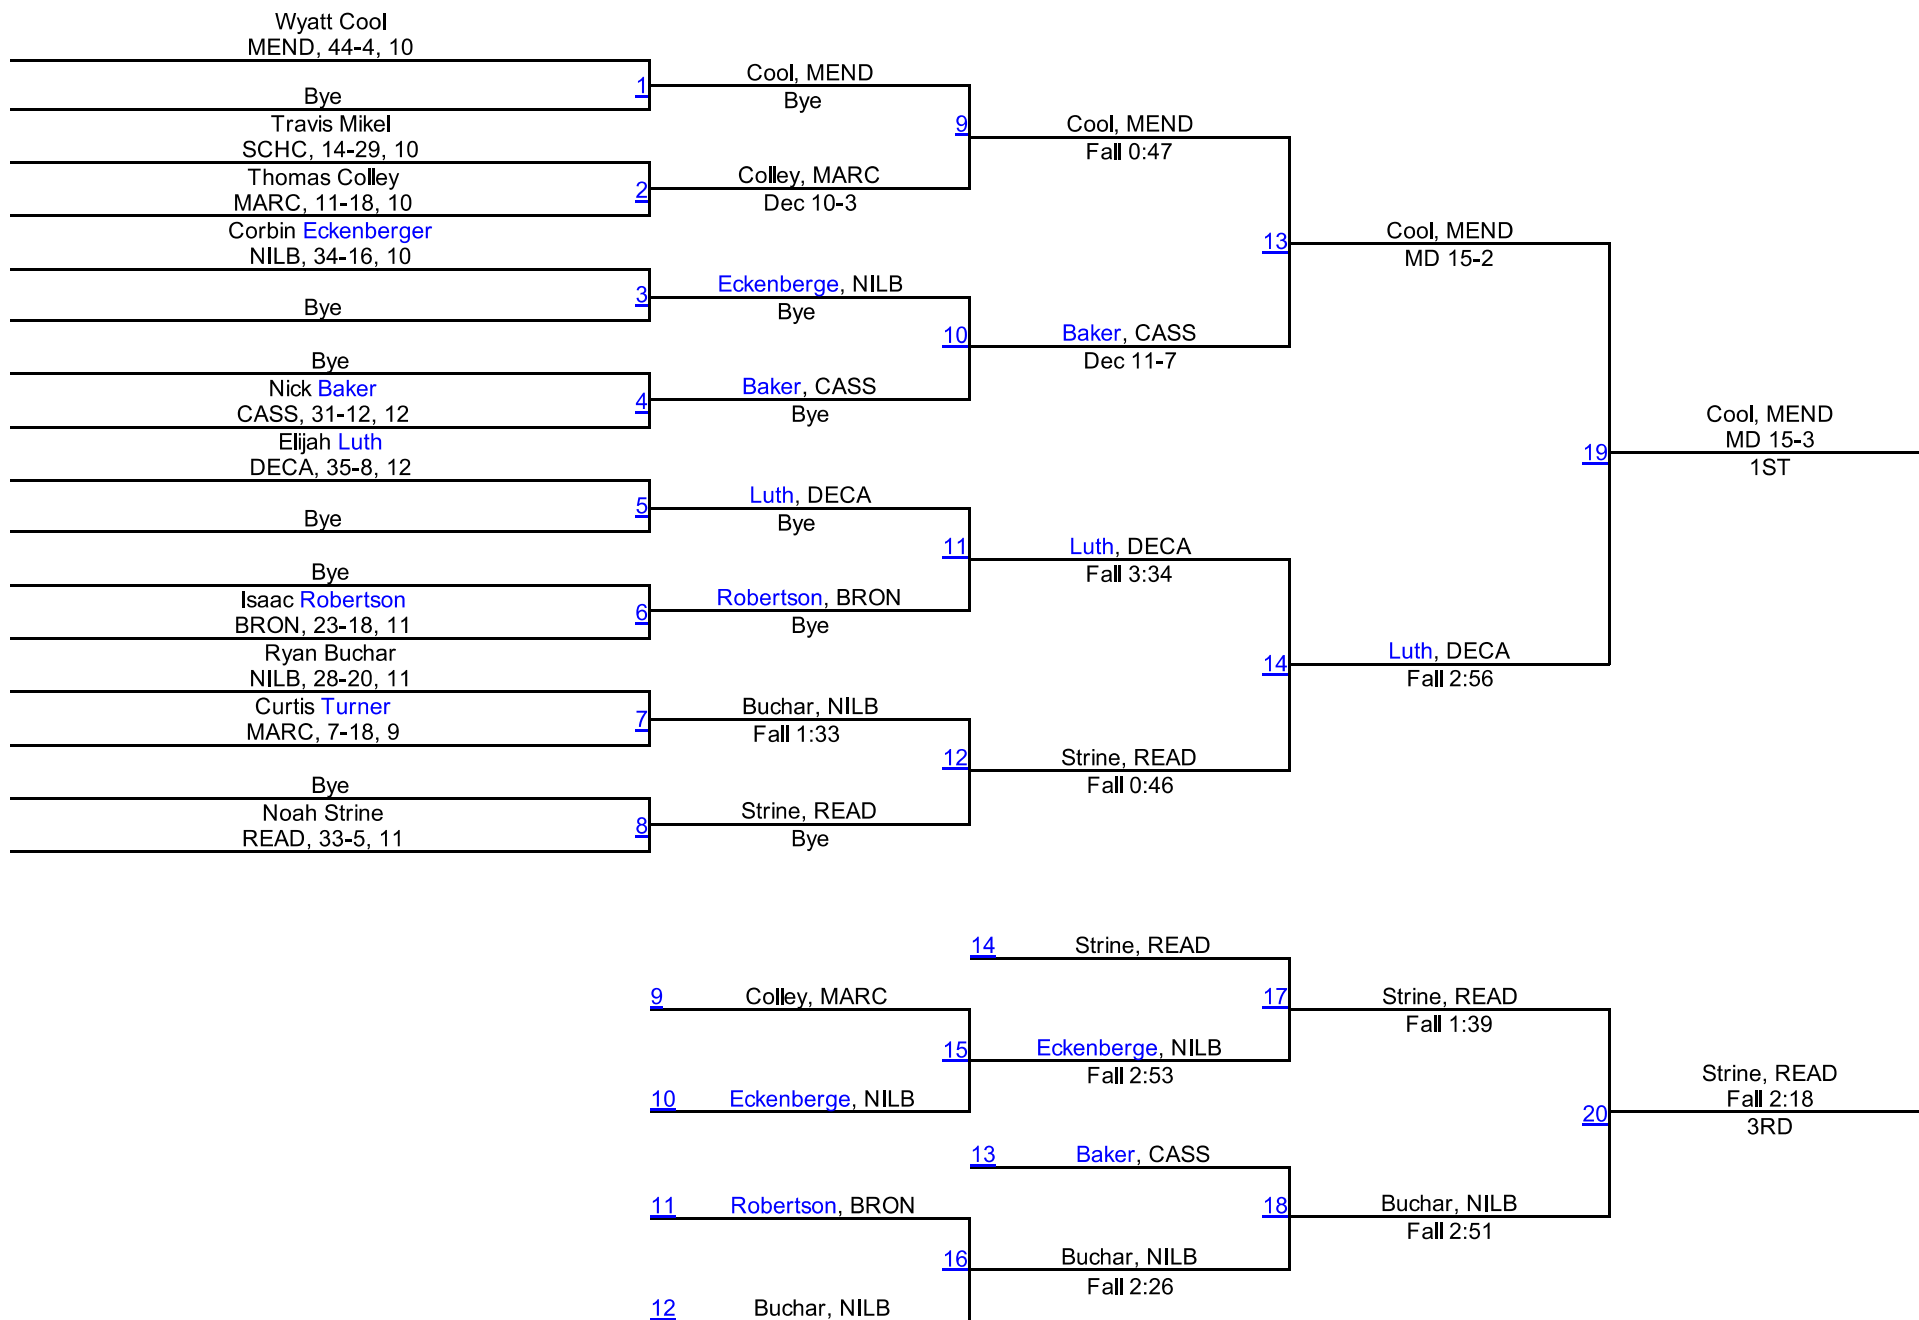 Wyatt Cool
MEND, 44-4, 10
Bye
Travis Mikel
SCHC, 14-29, 10
Thomas Colley
MARC, 11-18, 10
Corbin Eckenberger
NILB, 34-16, 10
Bye
Bye
Nick Baker
CASS, 31-12, 12
Elijah Luth
DECA, 35-8, 12
Bye
Bye
Isaac Robertson
BRON, 23-18, 11
Ryan Buchar
NILB, 28-20, 11
Curtis Turner
MARC, 7-18, 9
Bye
Noah Strine
READ, 33-5, 11
1
2
3
4
5
6
7
8
Cool, MEND
Bye
Colley, MARC
Dec 10-3
Eckenberge, NILB
Bye
Baker, CASS
Bye
Luth, DECA
Bye
Robertson, BRON
Bye
Buchar, NILB
Fall 1:33
Strine, READ
Bye
9
10
11
12
Cool, MEND
Fall 0:47
Baker, CASS
Dec 11-7
Luth, DECA
Fall 3:34
Strine, READ
Fall 0:46
13
14
Cool, MEND
MD 15-2
Luth, DECA
Fall 2:56
19
Cool, MEND
MD 15-3
1ST
9
Colley, MARC
10
Eckenberge, NILB
11
Robertson, BRON
12
Buchar, NILB
15
16
14
Strine, READ
Eckenberge, NILB
Fall 2:53
13
Baker, CASS
Buchar, NILB
Fall 2:26
17
18
Strine, READ
Fall 1:39
Buchar, NILB
Fall 2:51
20
Strine, READ
Fall 2:18
3RD